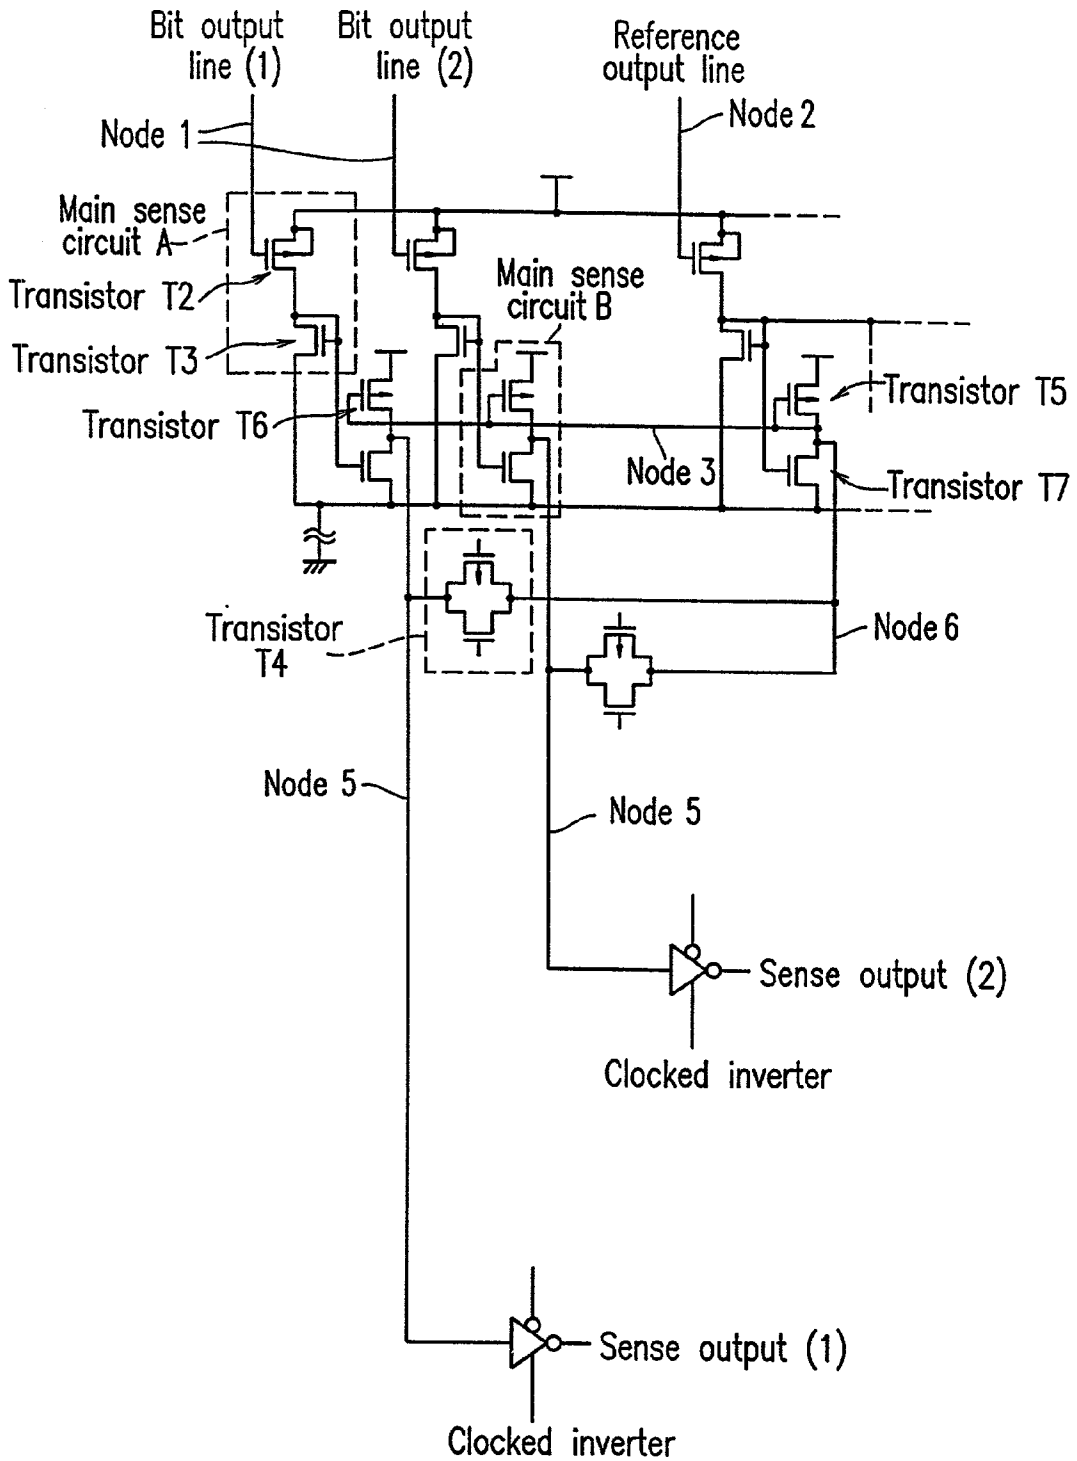 Bit output
line (1)
Bit output
line (2)
Reference
output line
Node 1
Node 2
Main sense
circuit A
Transistor T2
Main sense
circuit B
Transistor T3
Transistor T5
Transistor T6
Node 3
Transistor T7
Transistor
T4
Node 6
Node 5
Node 5
Sense output (2)
Clocked inverter
Sense output (1)
Clocked inverter